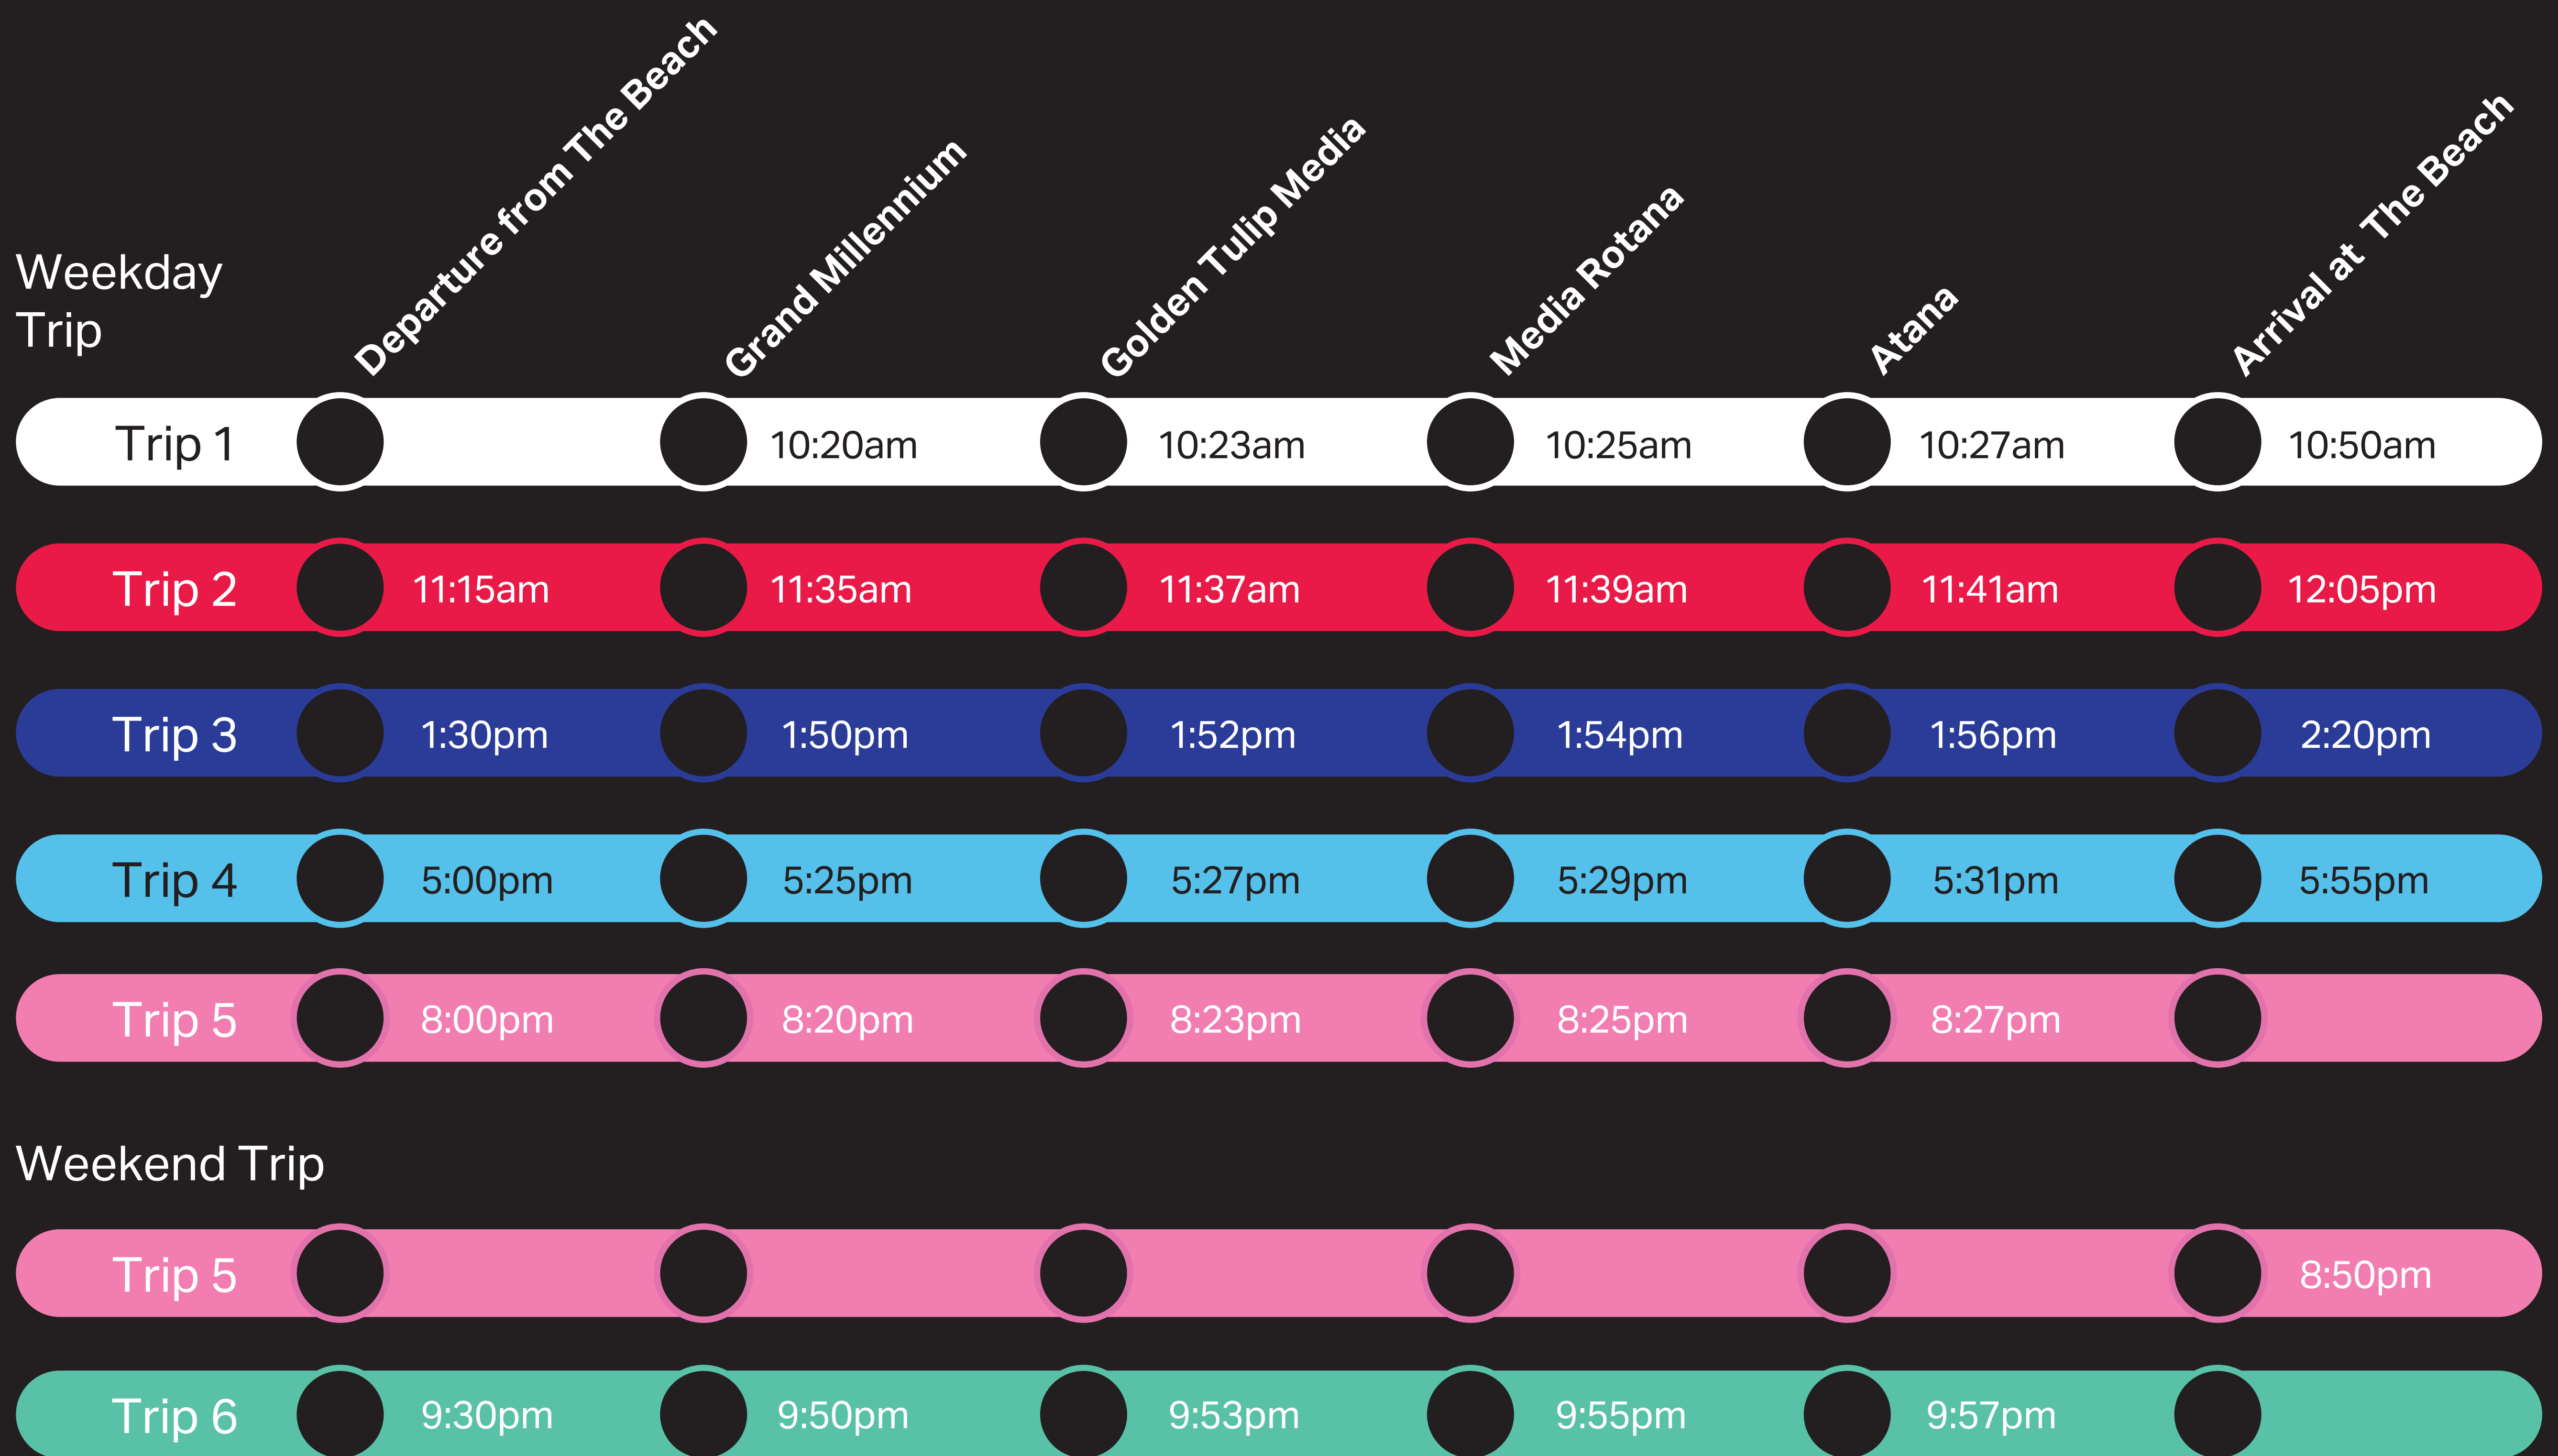 Departure from The Beach
Grand Millennium
Golden Tulip Media
Media Rotana
Atana
Arrival at The Beach
Weekday
Trip
Trip 1 10:20am 10:23am 10:25am 10:27am 10:50am
Trip 2 11:15am 11:35am 11:37am 11:39am 11:41am 12:05pm
Trip 3 1:30pm 1:50pm 1:52pm 1:54pm 1:56pm 2:20pm
Trip 4 5:00pm 5:25pm 5:27pm 5:29pm 5:31pm 5:55pm
Trip 5 8:00pm 8:20pm 8:23pm 8:25pm 8:27pm
Weekend Trip
Trip 5 8:50pm
Trip 6 9:30pm 9:50pm 9:53pm 9:55pm 9:57pm